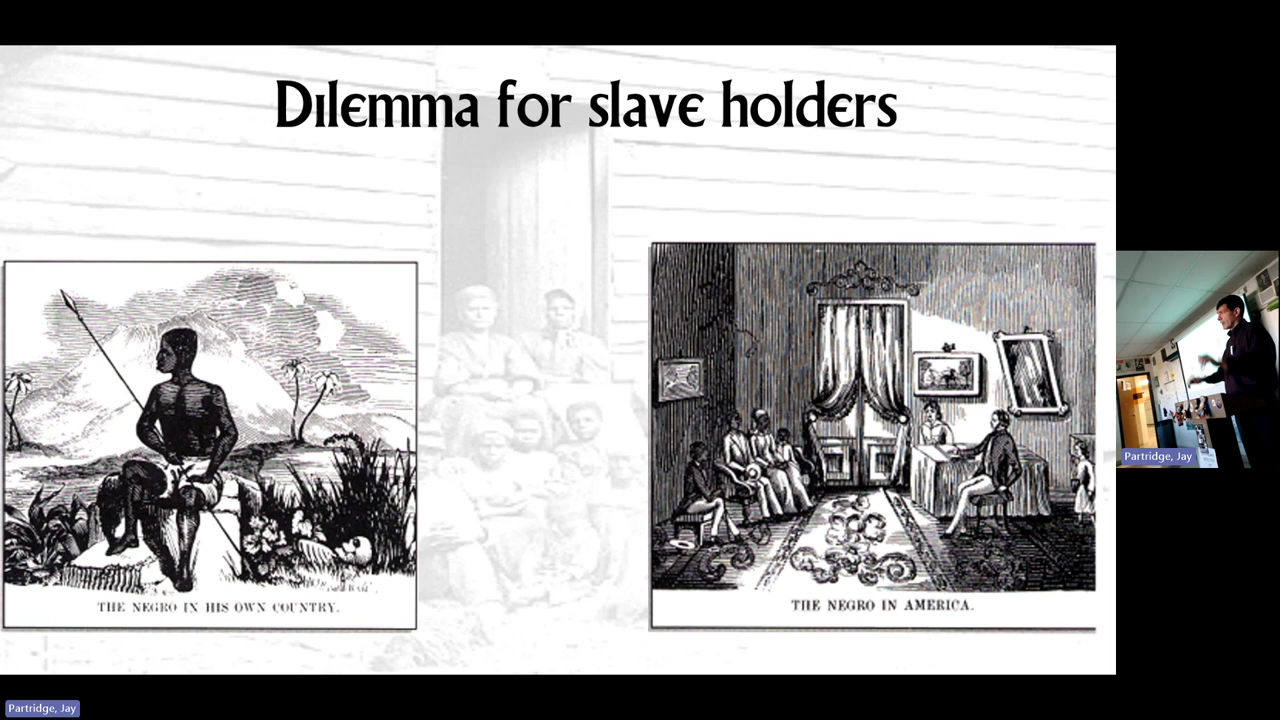 Dilemma for slave holders
THE NEGRO IN HIS OWN COUNTRY.
THE NEGRO IN AMERICA.
Partridge, Jay
Partridge, Jay